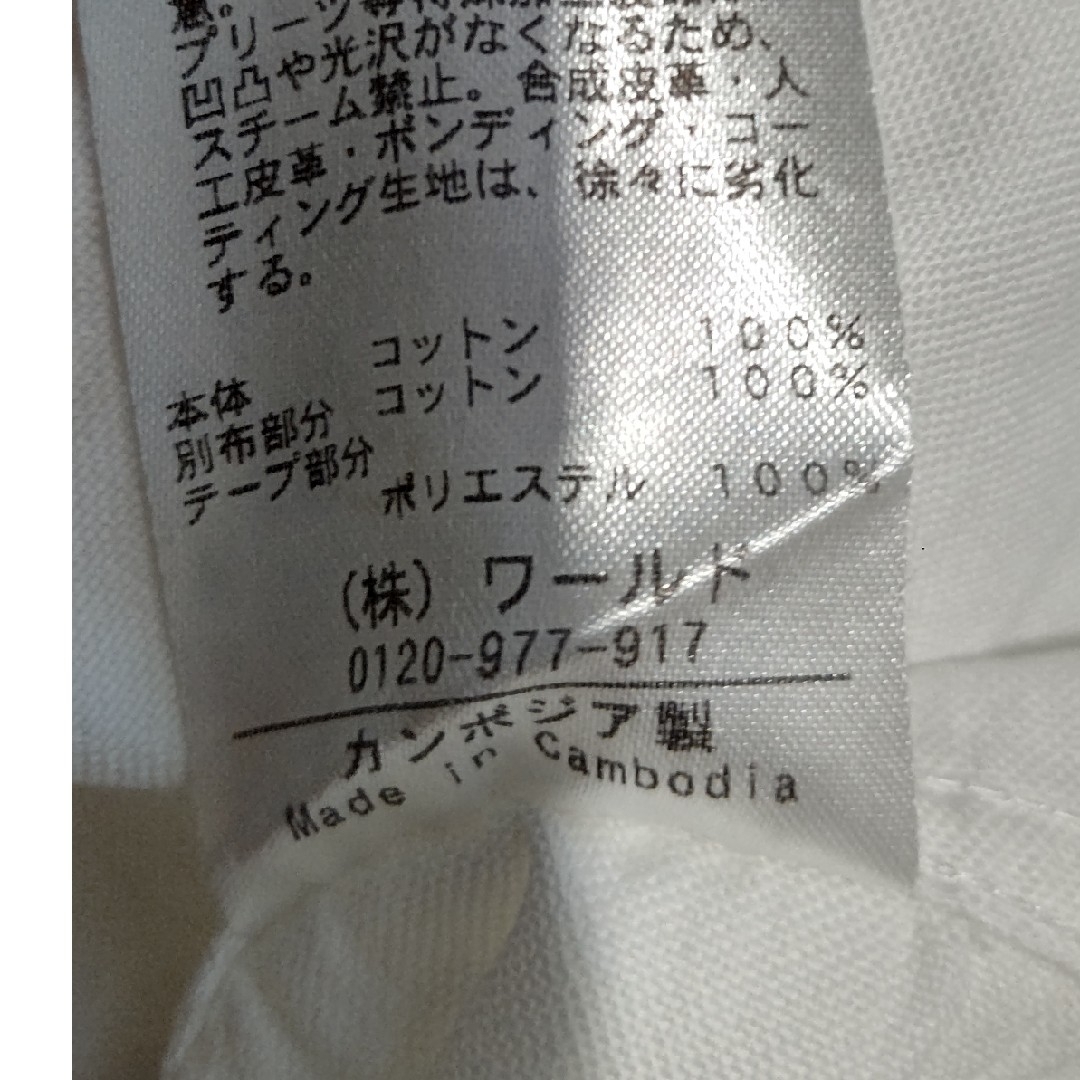 意。
プリーツ等特殊加工
凹凸や光沢がなくなるため、
スチーム禁止。合成皮革・人
工皮革・ボンディング・コー
ティング生地は、徐々に劣化
する。
コットン 100%
本体 コットン 100%
別布部分
テープ部分 ポリエステル 100%
(株) ワールド
0120-977-917
カンボジア製
Made in Cambodia